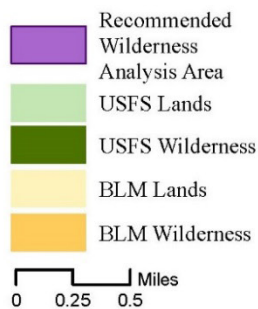 Recommended
Wilderness
Analysis Area
USFS Lands
USFS Wilderness
BLM Lands
BLM Wilderness
Miles
0 0.25 0.5